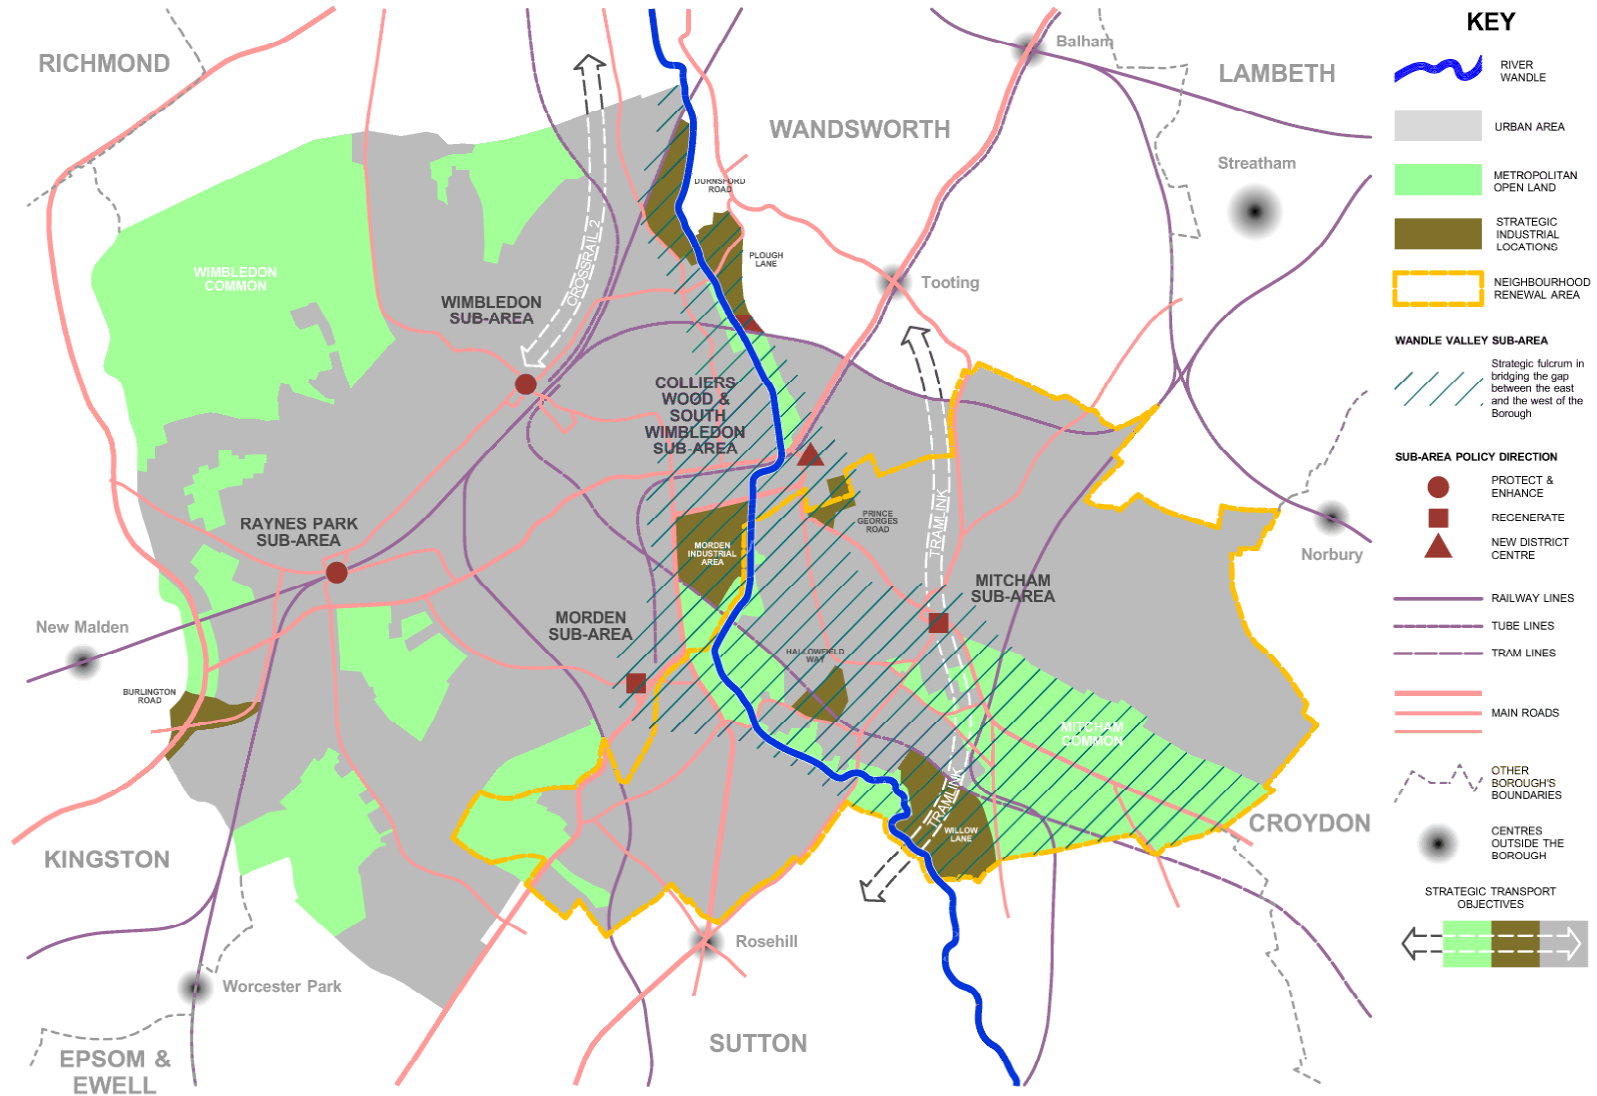 RICHMOND
WANDSWORTH
Balham
LAMBETH
Streatham
Tooting
DURNSFORD
ROAD
PLOUGH
LANE
WIMBLEDON
COMMON
WIMBLEDON
SUB-AREA
CROSSRAIL 2
COLLIERS
WOOD &
SOUTH
WIMBLEDON
SUB-AREA
RAYNES PARK
SUB-AREA
MORDEN
INDUSTRIAL
AREA
PRINCE
GEORGES
ROAD
TRAMLINK
Norbury
MITCHAM
SUB-AREA
New Malden
MORDEN
SUB-AREA
HALLOWFIELD
WAY
BURLINGTON
ROAD
MITCHAM
COMMON
TRAMLINK
WILLOW
LANE
CROYDON
KINGSTON
Rosehill
Worcester Park
SUTTON
EPSOM &
EWELL
KEY
RIVER
WANDLE
URBAN AREA
METROPOLITAN
OPEN LAND
STRATEGIC
INDUSTRIAL
LOCATIONS
NEIGHBOURHOOD
RENEWAL AREA
WANDLE VALLEY SUB-AREA
Strategic fulcrum in
bridging the gap
between the east
and the west of the
Borough
SUB-AREA POLICY DIRECTION
PROTECT &
ENHANCE
REGENERATE
NEW DISTRICT
CENTRE
RAILWAY LINES
TUBE LINES
TRAM LINES
MAIN ROADS
OTHER
BOROUGH'S
BOUNDARIES
CENTRES
OUTSIDE THE
BOROUGH
STRATEGIC TRANSPORT
OBJECTIVES